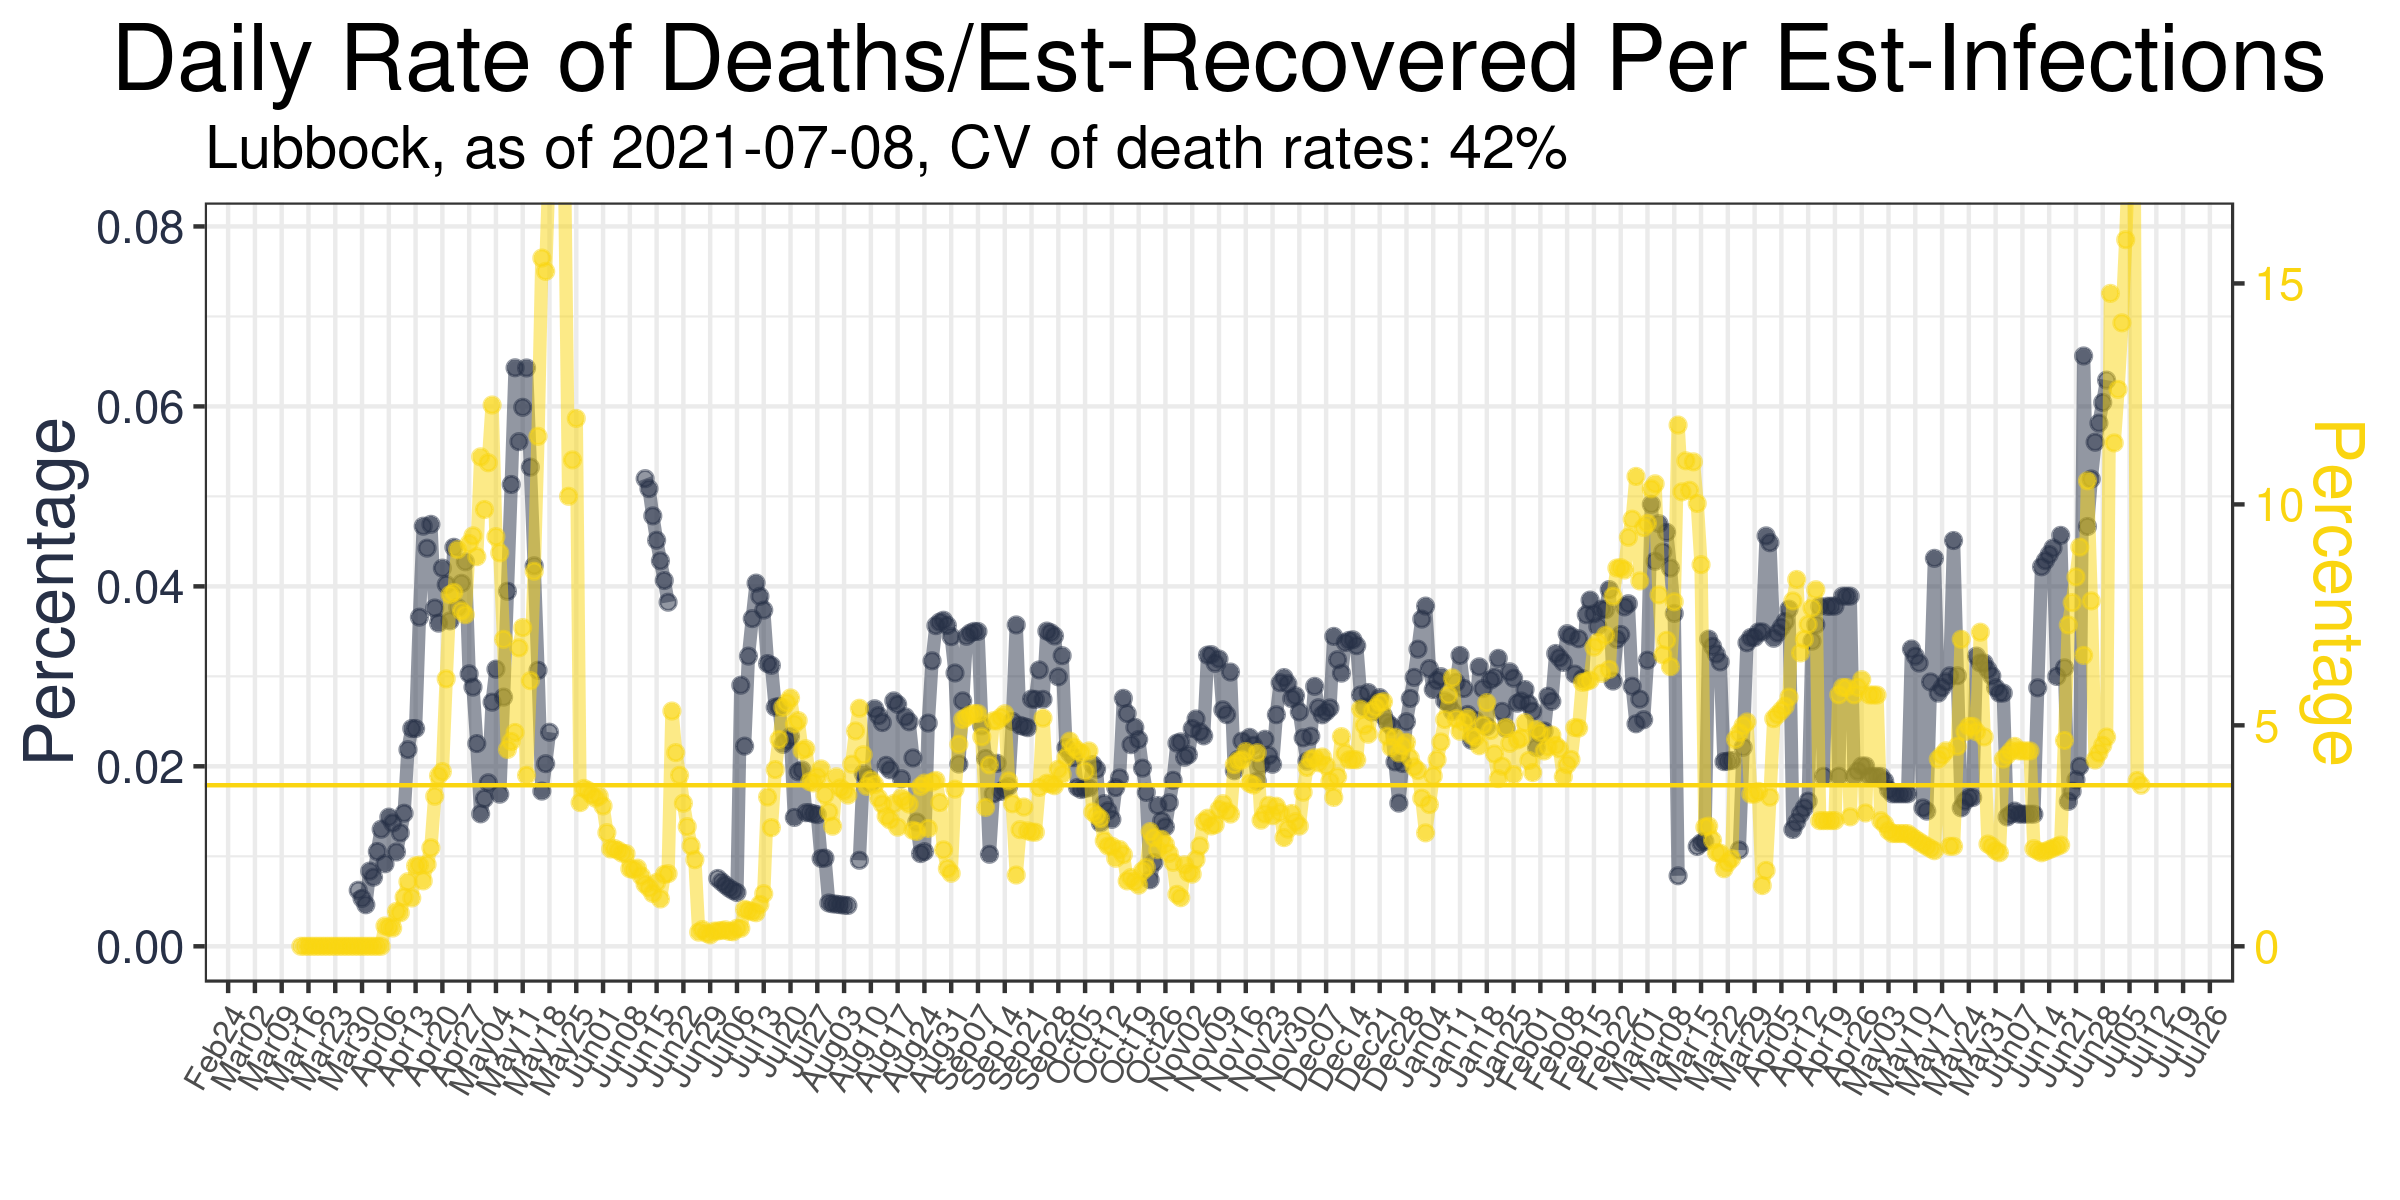 Daily Rate of Deaths/Est-Recovered Per Est-Infections
Lubbock, as of 2021-07-08, CV of death rates: 42%
Percentage
0.08
0.06
0.04
0.02
0.00
15
10
5
0
Percentage
Feb24
Mar02
Mar09
Mar16
Mar23
Mar30
Apr06
Apr13
Apr20
Apr27
May04
May11
May18
May25
Jun01
Jun08
Jun15
Jun22
Jun29
Jul06
Jul13
Jul20
Jul27
Aug03
Aug10
Aug17
Aug24
Aug31
Sep07
Sep14
Sep21
Sep28
Oct05
Oct12
Oct19
Oct26
Nov02
Nov09
Nov16
Nov23
Nov30
Dec07
Dec14
Dec21
Dec28
Jan04
Jan11
Jan18
Jan25
Feb01
Feb08
Feb15
Feb22
Mar01
Mar08
Mar15
Mar22
Mar29
Apr05
Apr12
Apr19
Apr26
May03
May10
May17
May24
May31
Jun07
Jun14
Jun21
Jun28
Jun05
Jul12
Jul19
Jul26